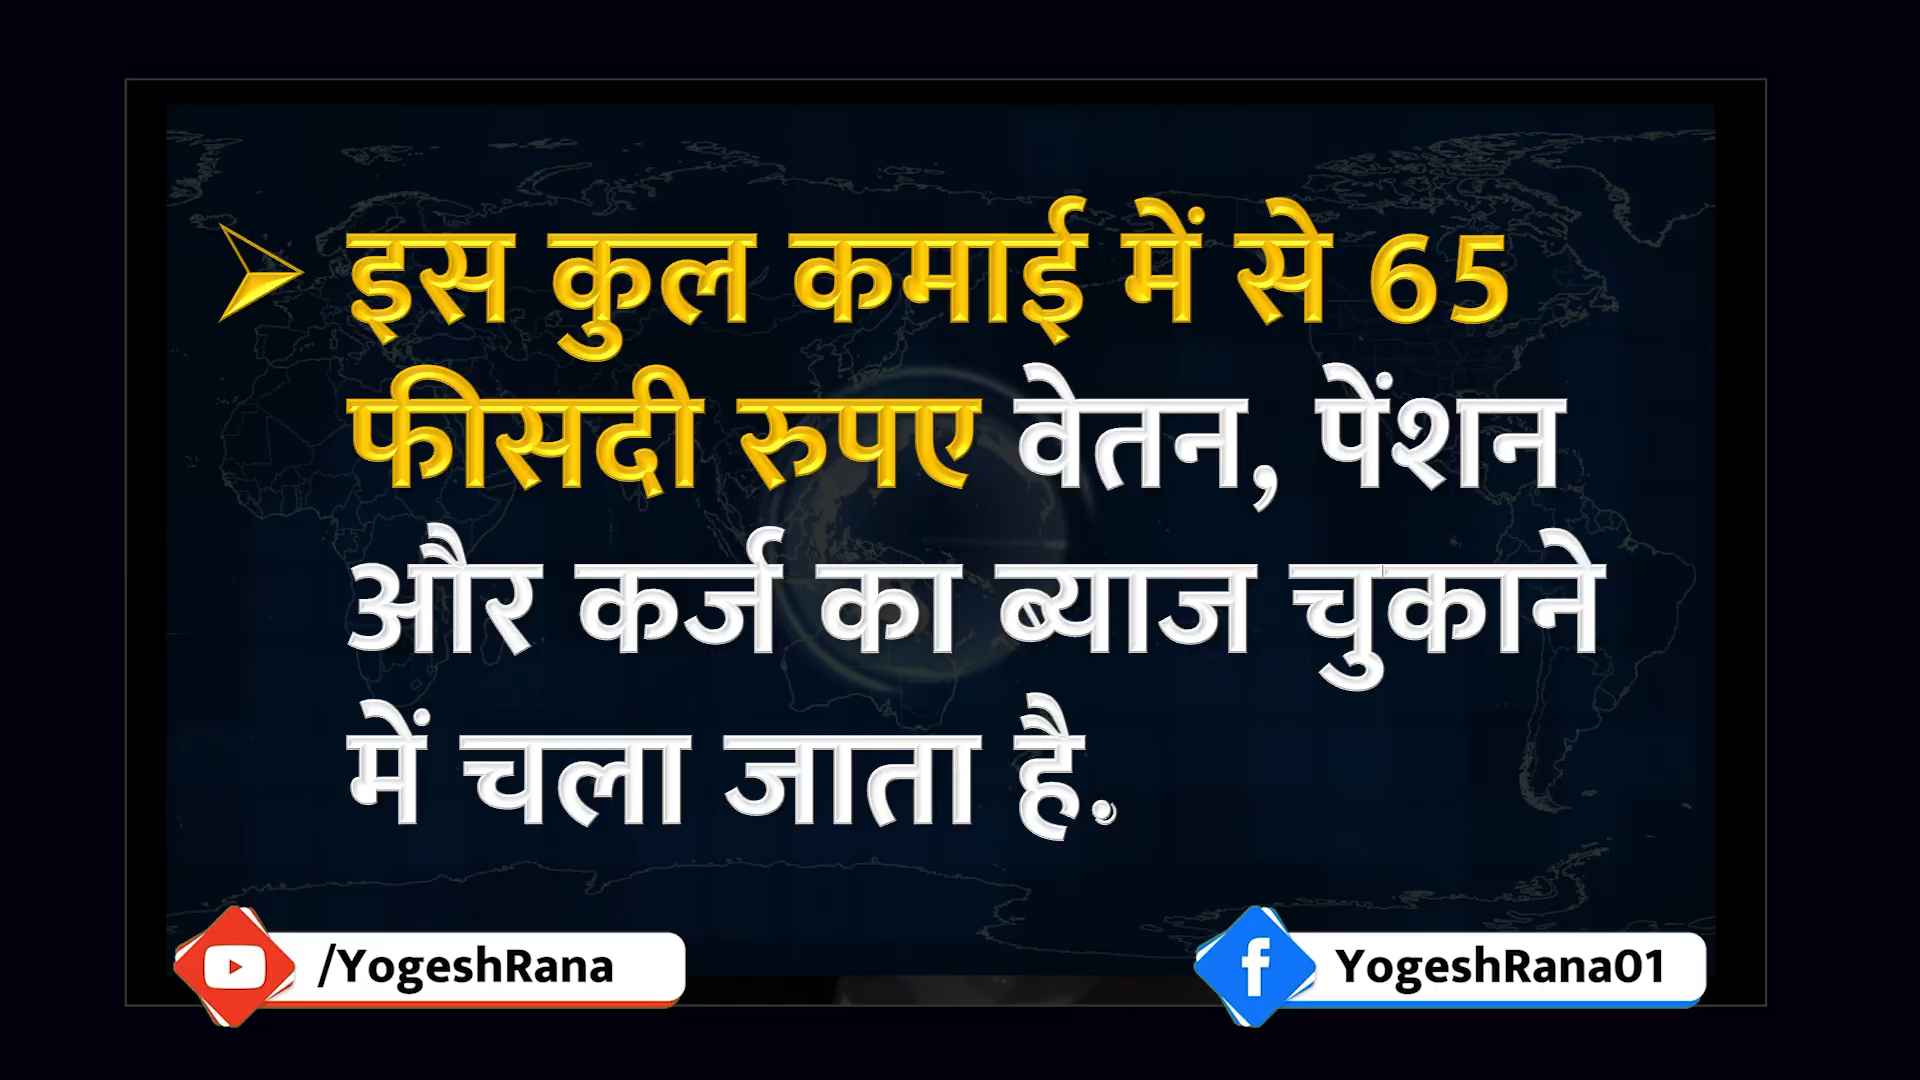 इस कुल कमाई में से 65
फीसदी रुपए वेतन, पेंशन
और कर्ज का ब्याज चुकाने
में चला जाता है.
/YogeshRana
YogeshRana01